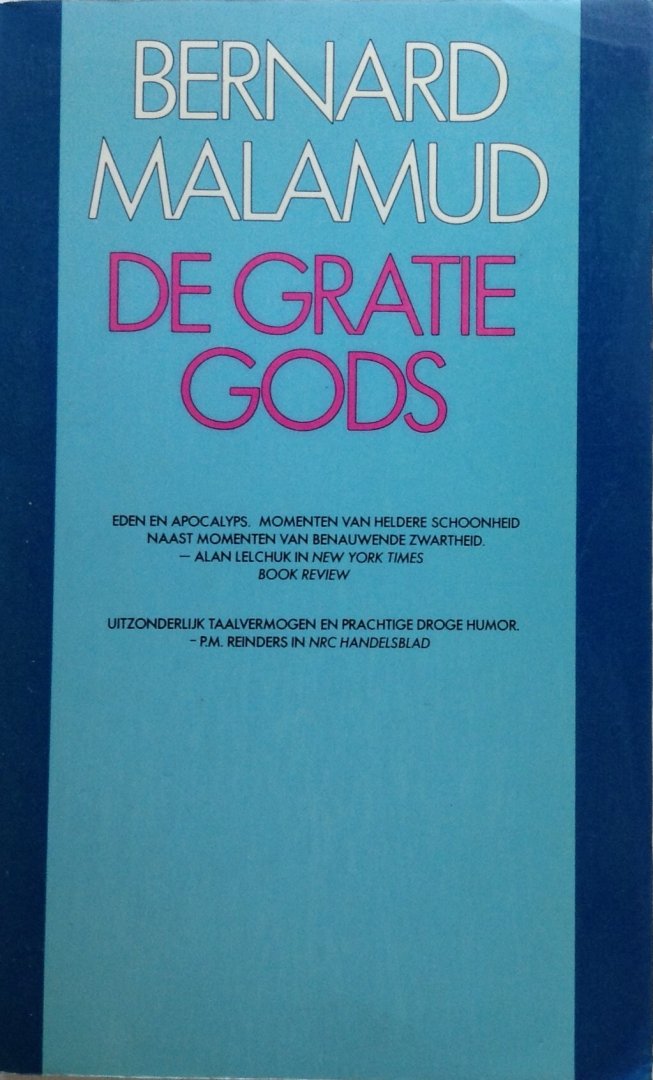 BERNARD
MALAMUD
DE GRATIE
GODS
EDEN EN APOCALYPS. MOMENTEN VAN HELDERE SCHOONHEID
NAAST MOMENTEN VAN BENAUWENDE ZWARTHEID.
— ALAN LELCHUK IN NEW YORK TIMES
BOOK REVIEW
UITZONDERLIJK TAALVERMOGEN EN PRACHTIGE DROGE HUMOR.
– P.M. REINDERS IN NRC HANDELSBLAD